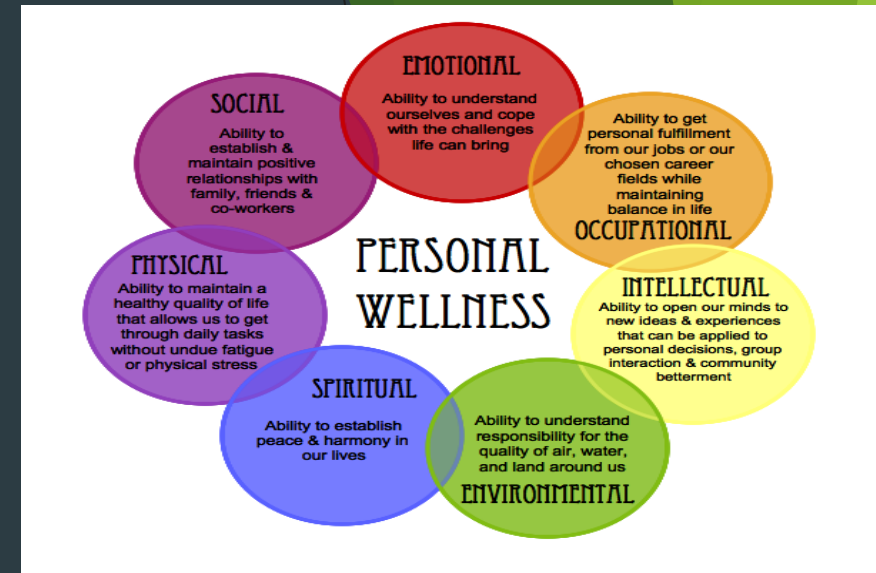 EMOTIONAL
Ability to understand
ourselves and cope
with the challenges
life can bring
SOCIAL
Ability to
establish &
maintain positive
relationships with
family, friends &
co-workers
Ability to get
personal fulfillment
from our jobs or our
chosen career
fields while
maintaining
balance in life
OCCUPATIONAL
PERSONAL
WELLNESS
PHYSICAL
Ability to maintain a
healthy quality of life
that allows us to get
through daily tasks
without undue fatigue
or physical stress
INTELLECTUAL
Ability to open our minds to
new ideas & experiences
that can be applied to
personal decisions, group
interaction & community
betterment
SPIRITUAL
Ability to establish
peace & harmony in
our lives
Ability to understand
responsibility for the
quality of air, water,
and land around us
ENVIRONMENTAL